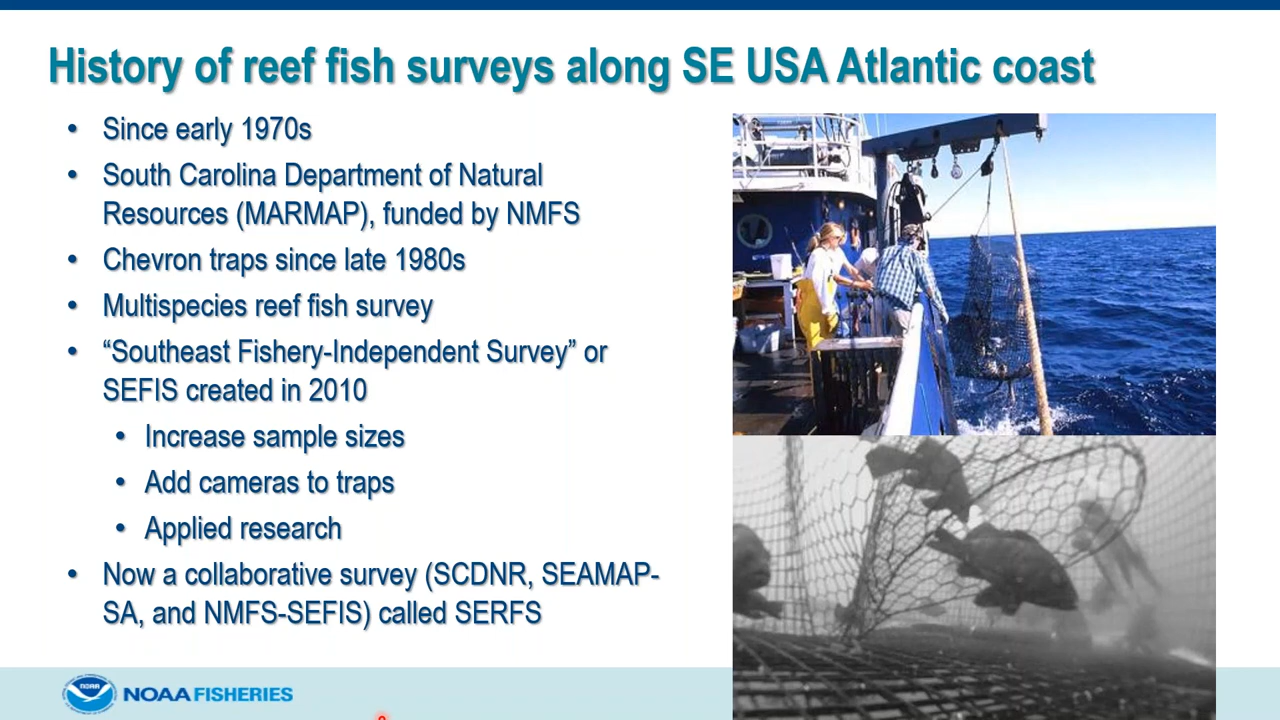 History of reef fish surveys along SE USA Atlantic coast
• Since early 1970s
• South Carolina Department of Natural
Resources (MARMAP), funded by NMFS
• Chevron traps since late 1980s
• Multispecies reef fish survey
• “Southeast Fishery-Independent Survey” or
SEFIS created in 2010
• Increase sample sizes
• Add cameras to traps
• Applied research
• Now a collaborative survey (SCDNR, SEAMAP-
SA, and NMFS-SEFIS) called SERFS
NOAA
NOAA FISHERIES